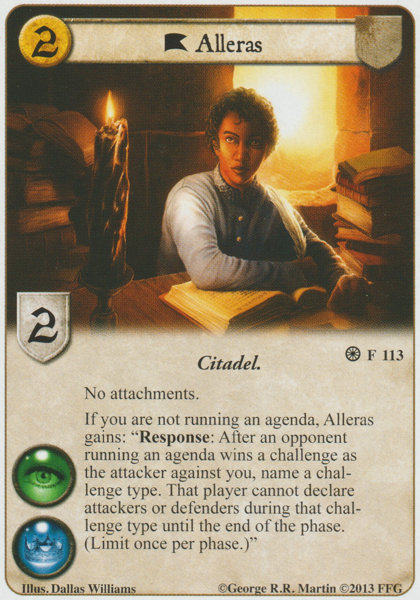 2
Alleras
2
Citadel.
F 113
No attachments.
If you are not running an agenda, Alleras
gains: “Response: After an opponent
running an agenda wins a challenge as
the attacker against you, name a chal-
lenge type. That player cannot declare
attackers or defenders during that chal-
lenge type until the end of the phase.
(Limit once per phase.)”
Illus. Dallas Williams
©George R.R. Martin ©2013 FFG